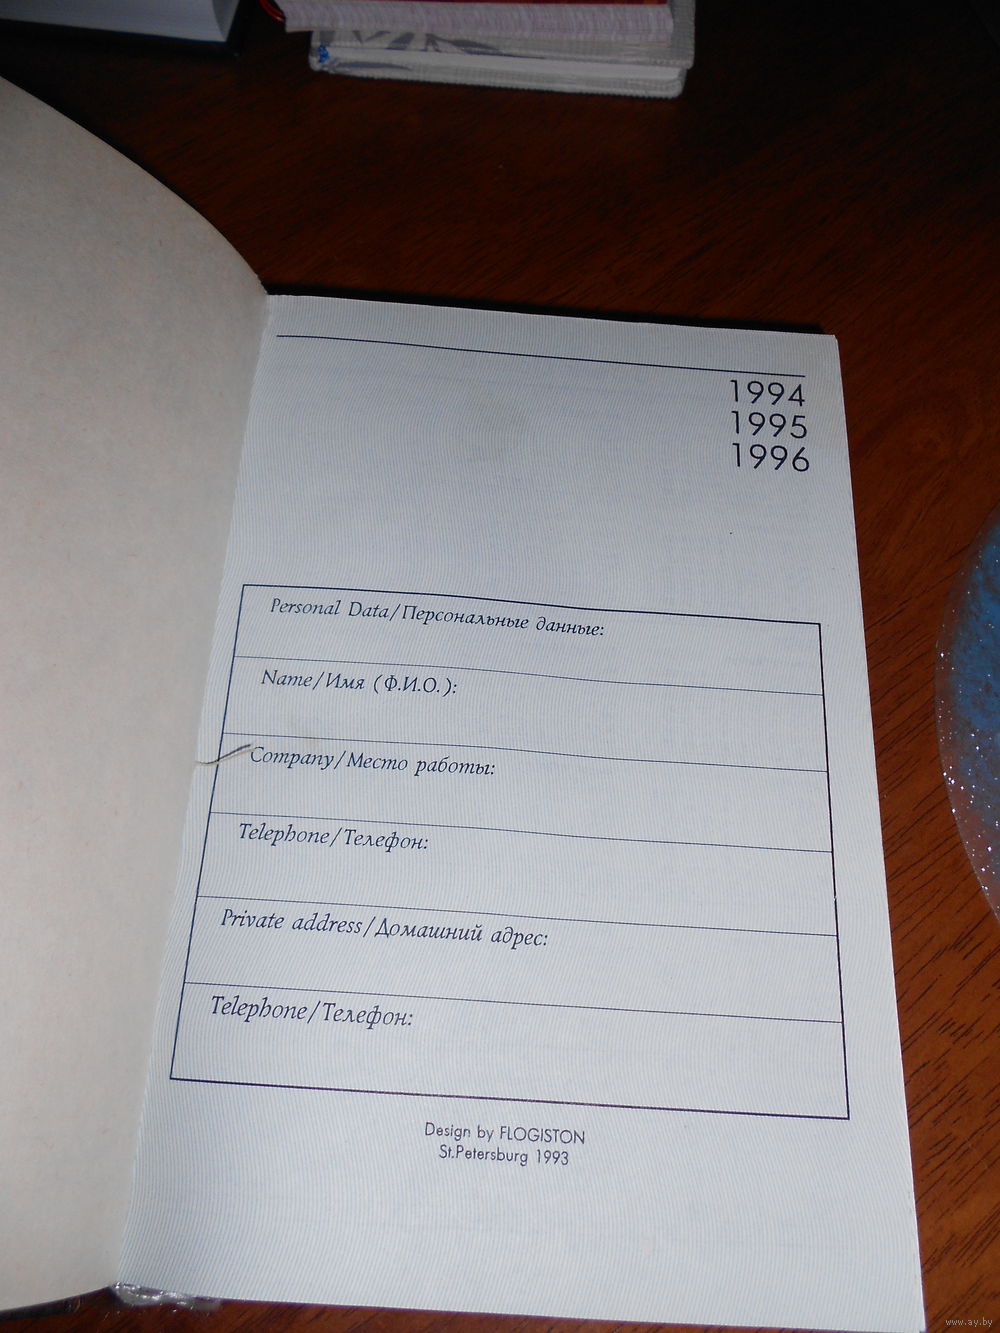 1994
1995
1996
Personal Data/Персональные данные:
Name/Имя (Ф.И.О.):
Company/Место работы:
Telephone/Телефон:
Private address/Домашний адрес:
Telephone/Телефон:
Design by FLOGISTON
St.Petersburg 1993
www.ay.by